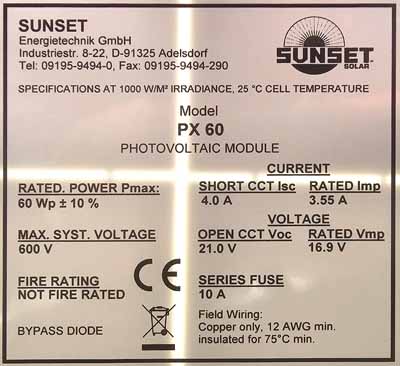 SUNSET
Energietechnik GmbH
Industriestr. 8-22, D-91325 Adelsdorf
Tel: 09195-9494-0, Fax: 09195-9494-290
SUNSET
SOLAR
SPECIFICATIONS AT 1000 W/M² IRRADIANCE, 25 °C CELL TEMPERATURE
Model
PX 60
PHOTOVOLTAIC MODULE
CURRENT
RATED. POWER Pmax:
60 Wp ± 10 %
SHORT CCT Isc RATED Imp
4.0 A 3.55 A
VOLTAGE
MAX. SYST. VOLTAGE
600 V
OPEN CCT Voc RATED Vmp
21.0 V 16.9 V
FIRE RATING
NOT FIRE RATED
CE
SERIES FUSE
10 A
BYPASS DIODE
Field Wiring:
Copper only, 12 AWG min.
insulated for 75°C min.